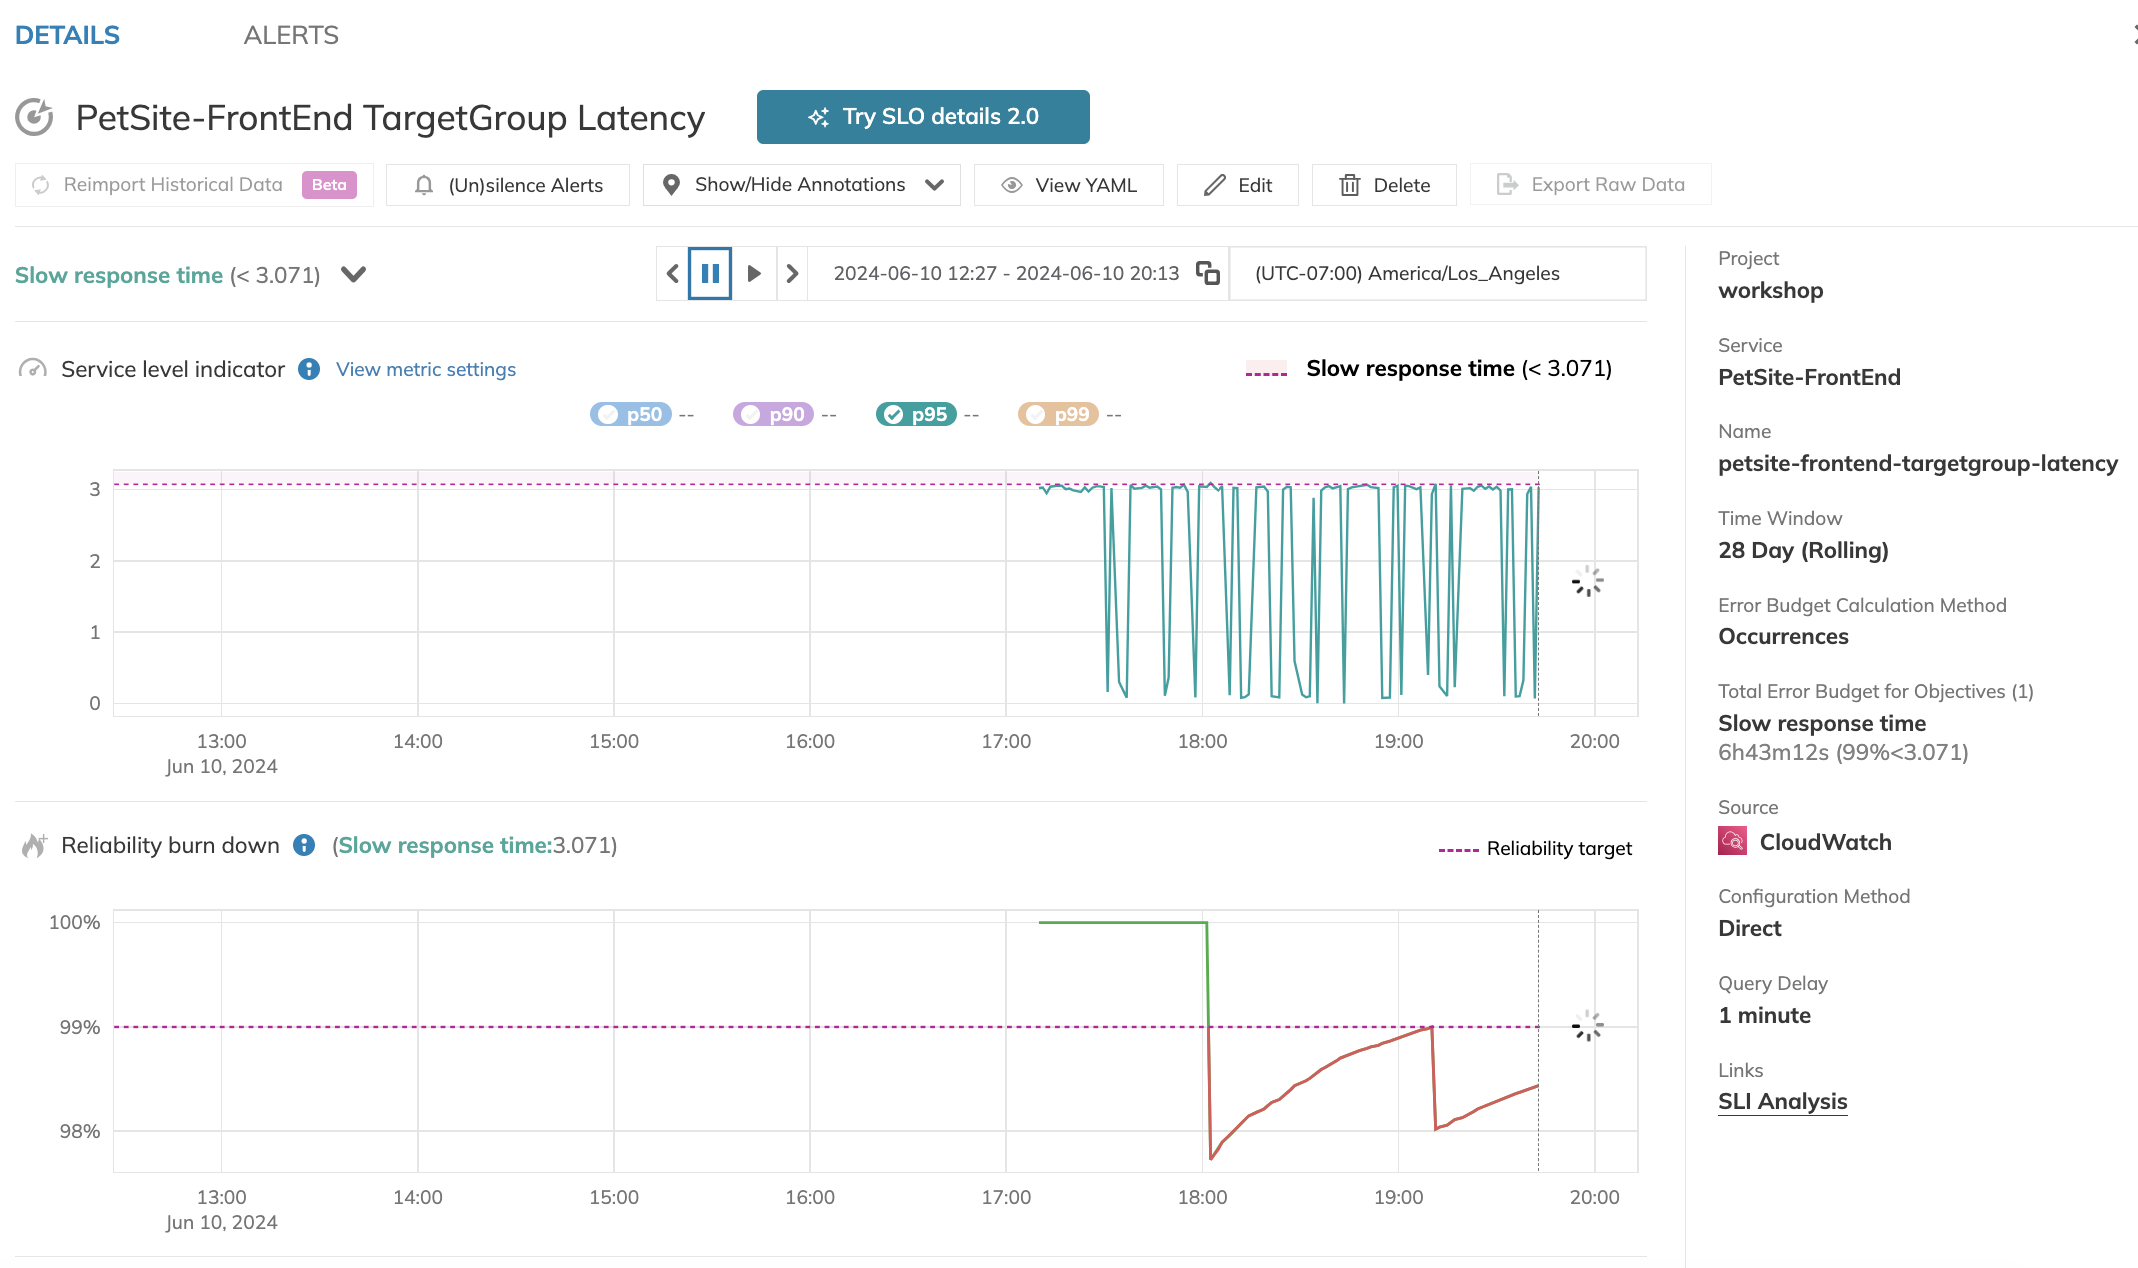 DETAILS
ALERTS
PetSite-FrontEnd TargetGroup Latency
Try SLO details 2.0
Reimport Historical Data Beta
(Un)silence Alerts
Show/Hide Annotations
View YAML
Edit
Delete
Export Raw Data
Slow response time (< 3.071)
2024-06-10 12:27 - 2024-06-10 20:13
(UTC-07:00) America/Los_Angeles
Service level indicator
View metric settings
Slow response time (< 3.071)
p50 --
p90 --
p95 --
p99 --
3
2
1
0
13:00 14:00 15:00 16:00 17:00 18:00 19:00 20:00
Jun 10, 2024
Reliability burn down
(Slow response time:3.071)
Reliability target
100%
99%
98%
13:00 14:00 15:00 16:00 17:00 18:00 19:00 20:00
Jun 10, 2024
Project
workshop
Service
PetSite-FrontEnd
Name
petsite-frontend-targetgroup-latency
Time Window
28 Day (Rolling)
Error Budget Calculation Method
Occurrences
Total Error Budget for Objectives (1)
Slow response time
6h43m12s (99%<3.071)
Source
CloudWatch
Configuration Method
Direct
Query Delay
1 minute
Links
SLI Analysis